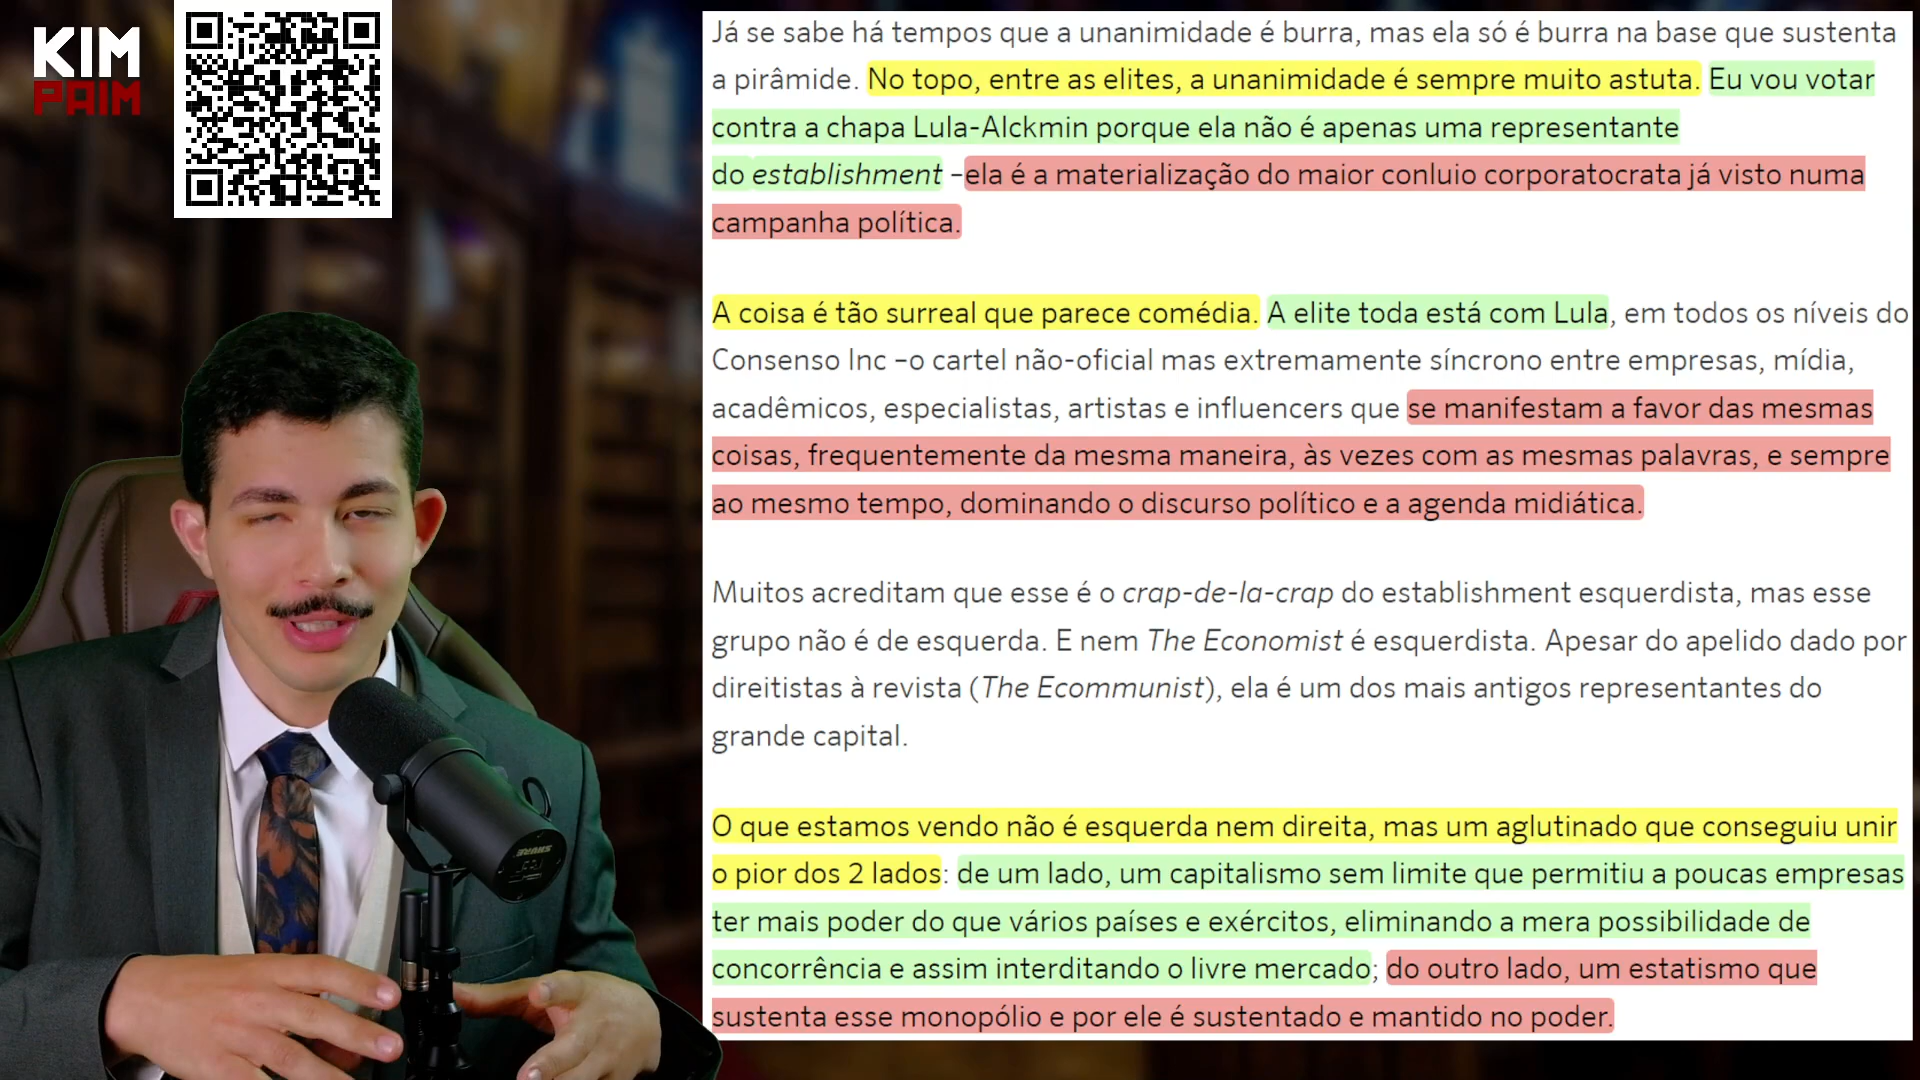 KIM
PAIM
Já se sabe há tempos que a unanimidade é burra, mas ela só é burra na base que sustenta
a pirâmide. No topo, entre as elites, a unanimidade é sempre muito astuta. Eu vou votar
contra a chapa Lula-Alckmin porque ela não é apenas uma representante
do establishment –ela é a materialização do maior conluio corporatocrata já visto numa
campanha política.
A coisa é tão surreal que parece comédia. A elite toda está com Lula, em todos os níveis do
Consenso Inc –o cartel não-oficial mas extremamente síncrono entre empresas, mídia,
acadêmicos, especialistas, artistas e influencers que se manifestam a favor das mesmas
coisas, frequentemente da mesma maneira, às vezes com as mesmas palavras, e sempre
ao mesmo tempo, dominando o discurso político e a agenda midiática.
Muitos acreditam que esse é o crap-de-la-crap do establishment esquerdista, mas esse
grupo não é de esquerda. E nem The Economist é esquerdista. Apesar do apelido dado por
direitistas à revista (The Ecommunist), ela é um dos mais antigos representantes do
grande capital.
O que estamos vendo não é esquerda nem direita, mas um aglutinado que conseguiu unir
o pior dos 2 lados: de um lado, um capitalismo sem limite que permitiu a poucas empresas
ter mais poder do que vários países e exércitos, eliminando a mera possibilidade de
concorrência e assim interditando o livre mercado; do outro lado, um estatismo que
sustenta esse monopólio e por ele é sustentado e mantido no poder.